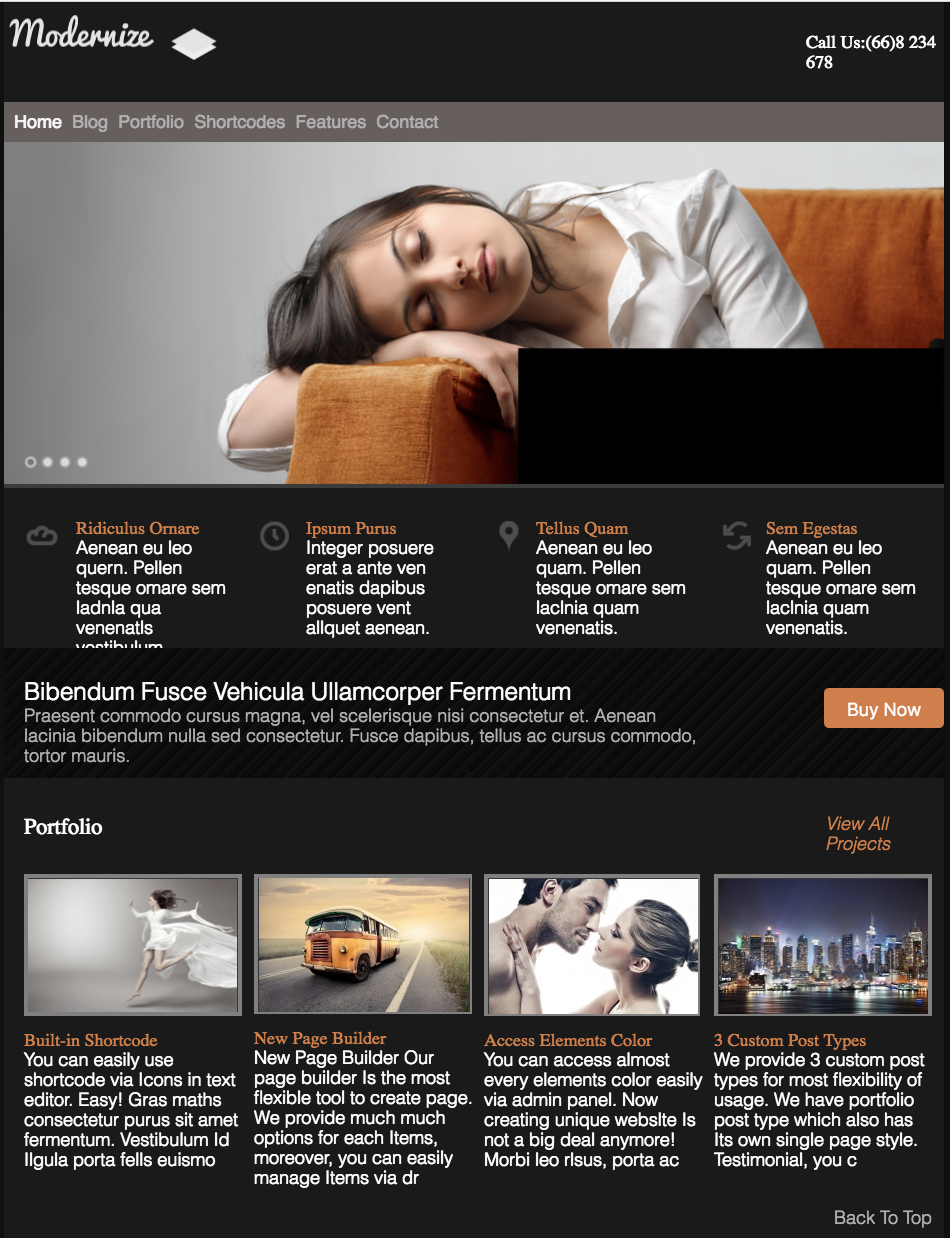 Modernize
Call Us:(66)8 234
678
Home Blog Portfolio Shortcodes Features Contact
Ridiculus Ornare
Aenean eu leo
quern. Pellen
tesque omare sem
ladnla qua
venenatls
vestibulum
Ipsum Purus
Integer posuere
erat a ante ven
enatis dapibus
posuere vent
allquet aenean.
Tellus Quam
Aenean eu leo
quam. Pellen
tesque omare sem
laclnia quam
venenatis.
Sem Egestas
Aenean eu leo
quam. Pellen
tesque omare sem
laclnia quam
venenatis.
Bibendum Fusce Vehicula Ullamcorper Fermentum
Praesent commodo cursus magna, vel scelerisque nisi consectetur et. Aenean
lacinia bibendum nulla sed consectetur. Fusce dapibus, tellus ac cursus commodo,
tortor mauris.
Buy Now
Portfolio
View All
Projects
Built-in Shortcode
You can easily use
shortcode via Icons in text
editor. Easy! Gras maths
consectetur purus sit amet
fermentum. Vestibulum Id
Ilgula porta fells euismo
New Page Builder
New Page Builder Our
page builder Is the most
flexible tool to create page.
We provide much much
options for each Items,
moreover, you can easily
manage Items via dr
Access Elements Color
You can access almost
every elements color easily
via admin panel. Now
creating unique webslte Is
not a big deal anymore!
Morbi leo rlsus, porta ac
3 Custom Post Types
We provide 3 custom post
types for most flexibility of
usage. We have portfolio
post type which also has
Its own single page style.
Testimonial, you c
Back To Top